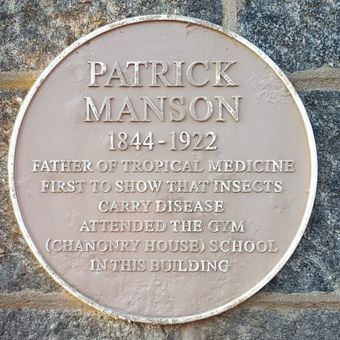 PATRICK
MANSON
1844-1922
FATHER OF TROPICAL MEDICINE
FIRST TO SHOW THAT INSECTS
CARRY DISEASE
ATTENDED THE GYM
(CHANONRY HOUSE) SCHOOL
IN THIS BUILDING